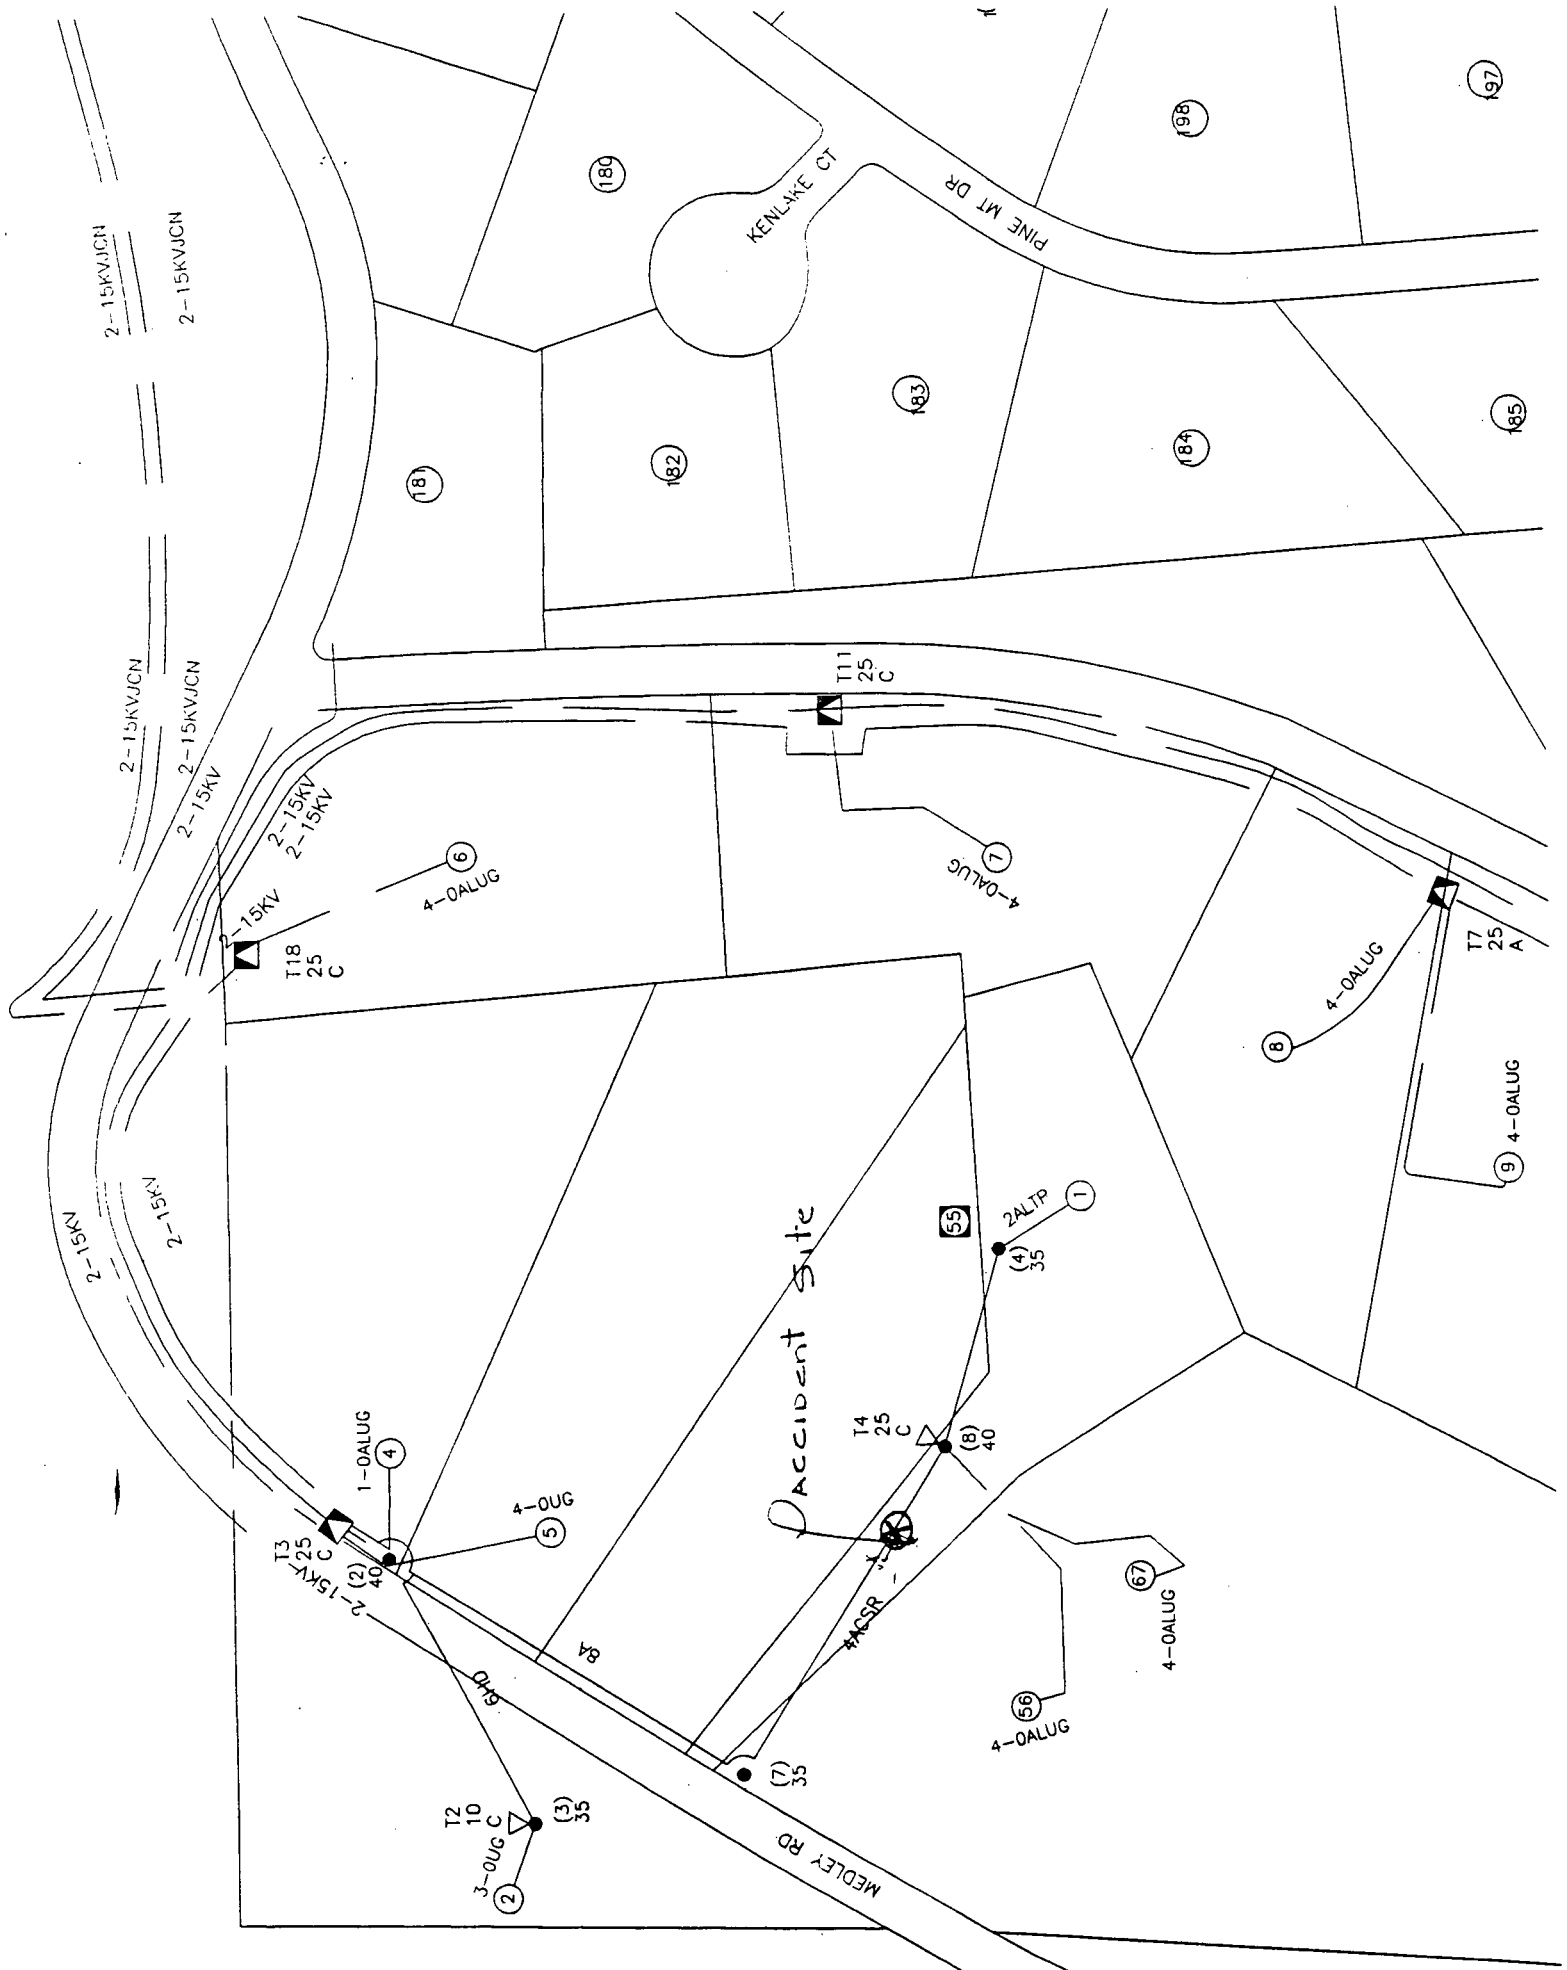 2-15KVJCN
2-15KV
180
KENLAKE CT
PINE MT DR
198
197
181
182
183
184
185
2-15KVJCN
2-15KVJCN
2-15KV
2-15KV
2-15KV
T11
25
C
6
4-0ALUG
7
4-0ALUG
-15KV
T18
25
C
T7
25
A
4-0ALUG
8
9
4-0ALUG
2-15KV
2-15KV
55
2ALTP
1
(4)
35
Accident Site
T4
25
C
(8)
40
1-0ALUG
4
4-0UG
5
T3
25
C
(2)
40
2-15KV
6HD
8A
4ACSR
67
4-0ALUG
56
4-0ALUG
(7)
35
T2
10
C
(3)
35
3-0UG
2
MEDLEY RD